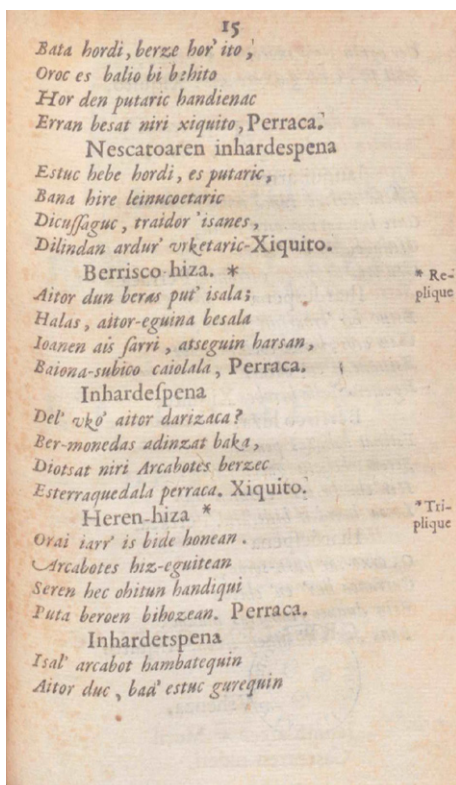 15
Bata hordi, berze hor' ito,
Oroc es balio bi behito
Hor den putaric handienac
Erran besat niri xiquito, Perraca.
Nescatoaren inhardespena
Estuc hebe hordi, es putaric,
Bana hire leinucoetaric
Dicuſſaguc, traidor 'isanes,
Dilindan ardur' vrketaric-Xiquito.
Berrisco-hiza. *
* Re-
plique
Aitor dun beras put' isala;
Halas, aitor-eguina besala
Ioanen ais ſarri, atseguin harsan,
Baiona-subico caiolala, Perraca.
Inhardeſpena
Del' vko' aitor darizaca?
Ber-monedas adinzat baka,
Diotsat niri Arcabotes berzec
Esterraquedala perraca. Xiquito.
Heren-hiza *
* Tri-
plique
Orai iarr' is bide honean.
Arcabotes hiz-eguitean
Seren hec ohitun handiqui
Puta beroen bihozean. Perraca.
Inhardetspena
Isal' arcabot hambatequin
Aitor duc, baa' estuc gurequin